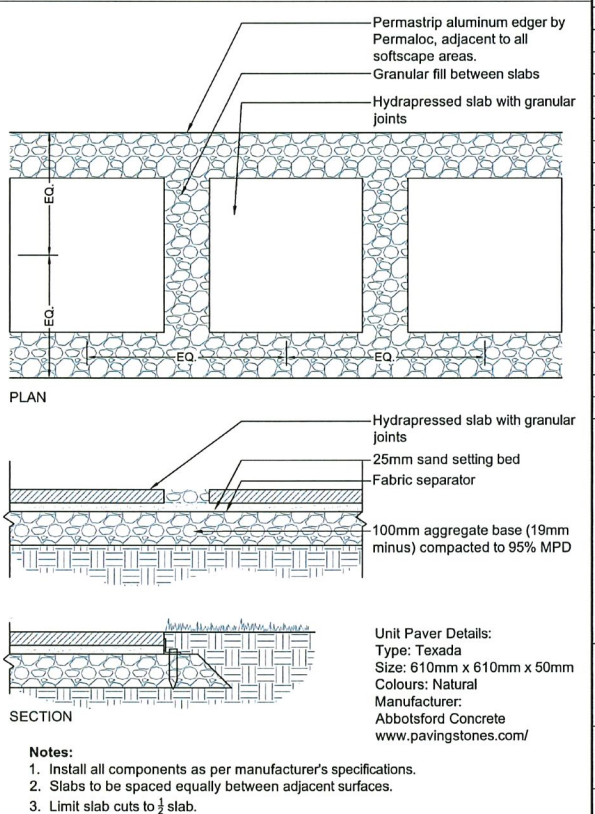 Permastrip aluminum edger by
Permaloc, adjacent to all
softscape areas.
Granular fill between slabs
Hydrapressed slab with granular
joints
EQ.
EQ.
EQ.
EQ.
PLAN
Hydrapressed slab with granular
joints
25mm sand setting bed
Fabric separator
100mm aggregate base (19mm
minus) compacted to 95% MPD
Unit Paver Details:
Type: Texada
Size: 610mm x 610mm x 50mm
Colours: Natural
Manufacturer:
Abbotsford Concrete
www.pavingstones.com/
SECTION
Notes:
1. Install all components as per manufacturer's specifications.
2. Slabs to be spaced equally between adjacent surfaces.
3. Limit slab cuts to ½ slab.